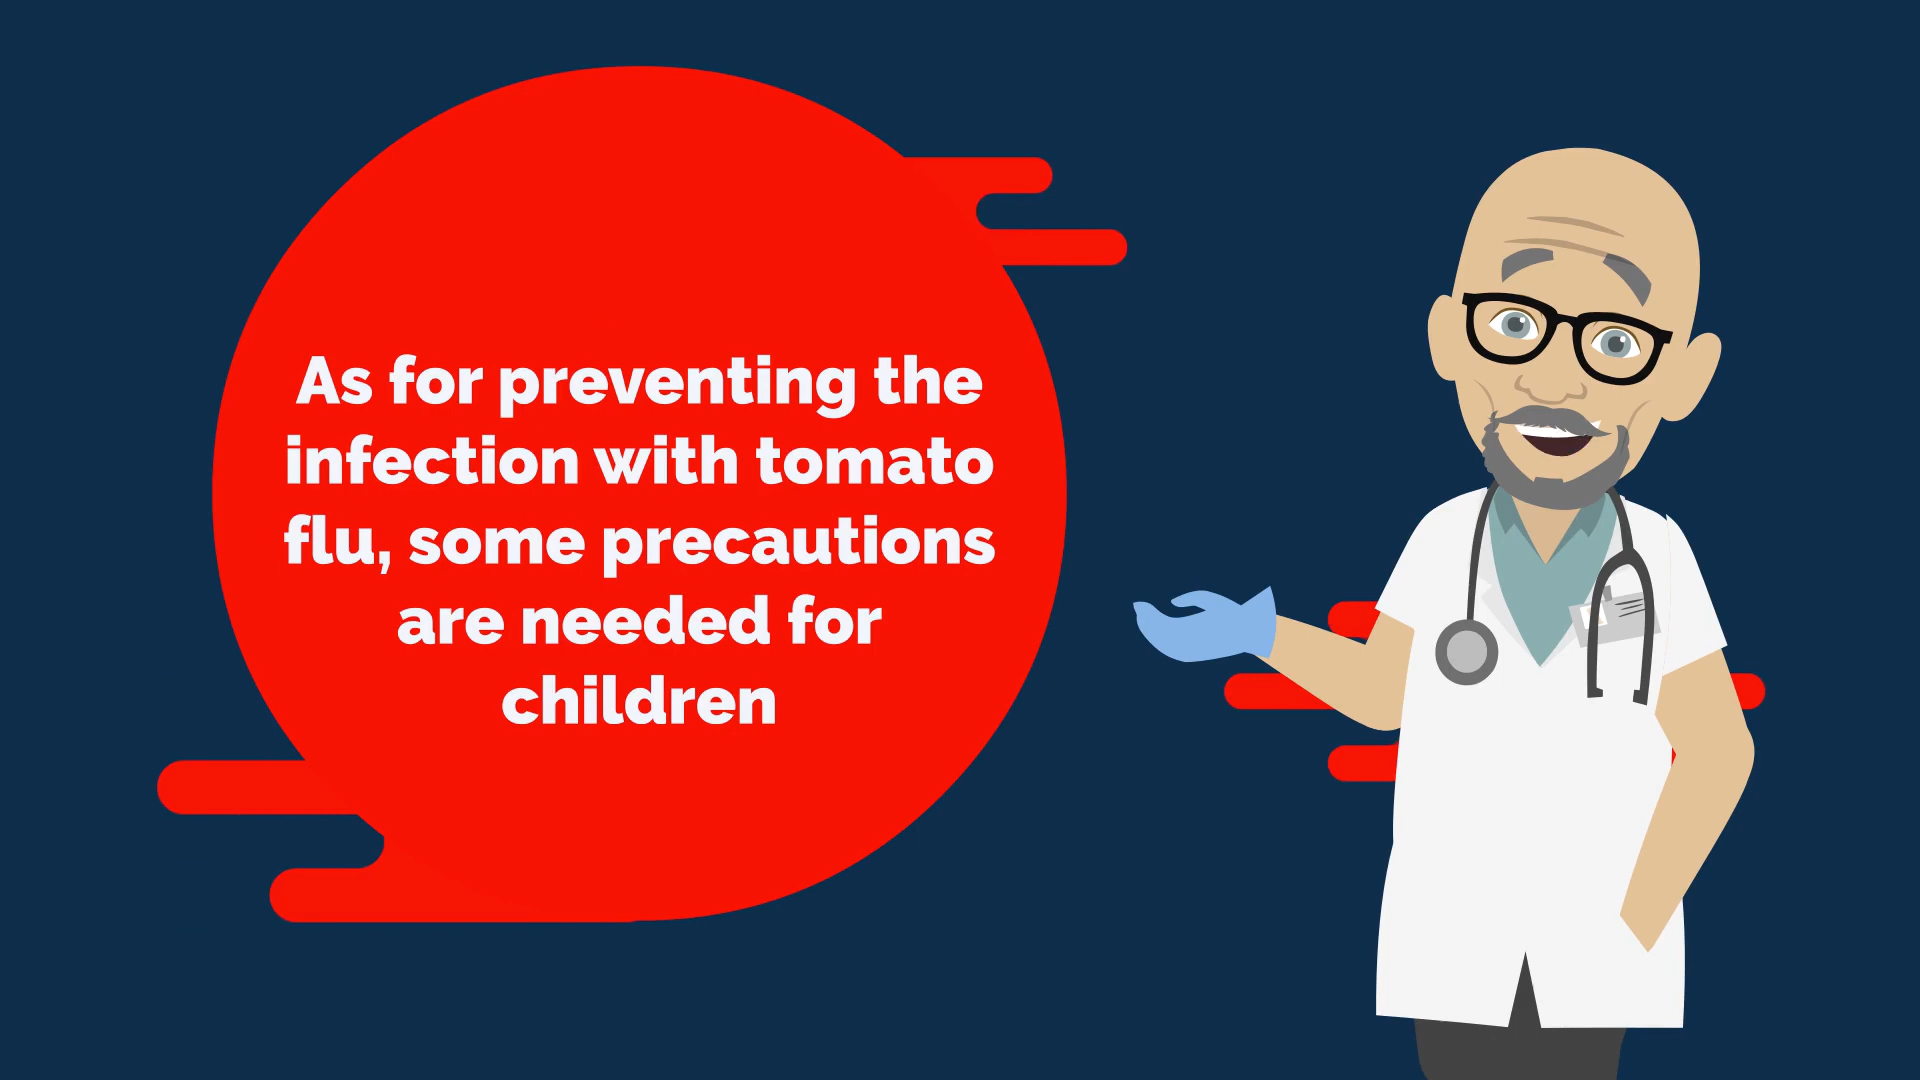 As for preventing the
infection with tomato
flu, some precautions
are needed for
children